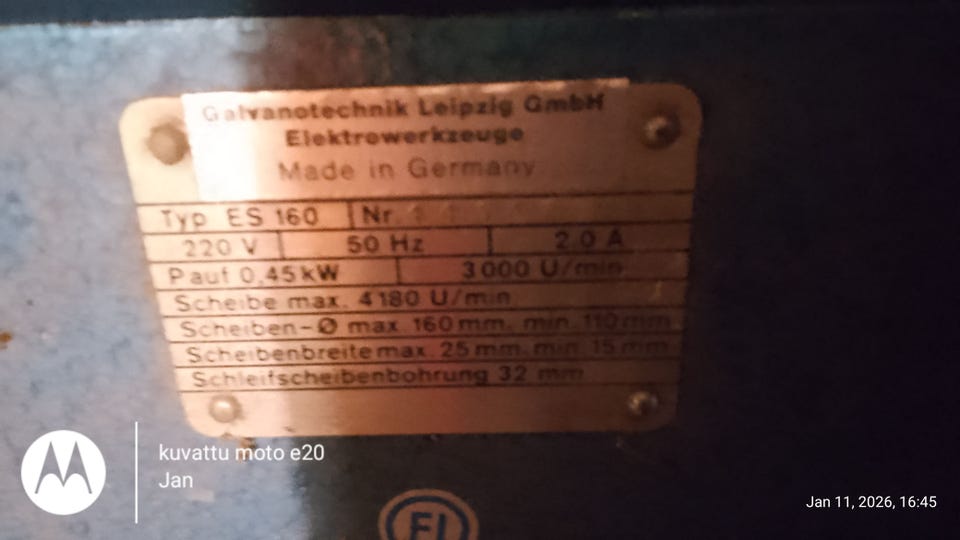 Galvanotechnik Leipzig GmbH
Elektrowerkzeuge
Made in Germany
Typ ES 160 Nr.
220 V 50 Hz 2.0 A
P auf 0,45 kW 3000 U/min
Scheibe max. 4180 U/min
Scheiben-Ø max. 160 mm. min. 110 mm
Scheibenbreite max. 25 mm. min. 15 mm
Schleifscheibenbohrung 32 mm
FI
kuvattu moto e20
Jan
Jan 11, 2026, 16:45